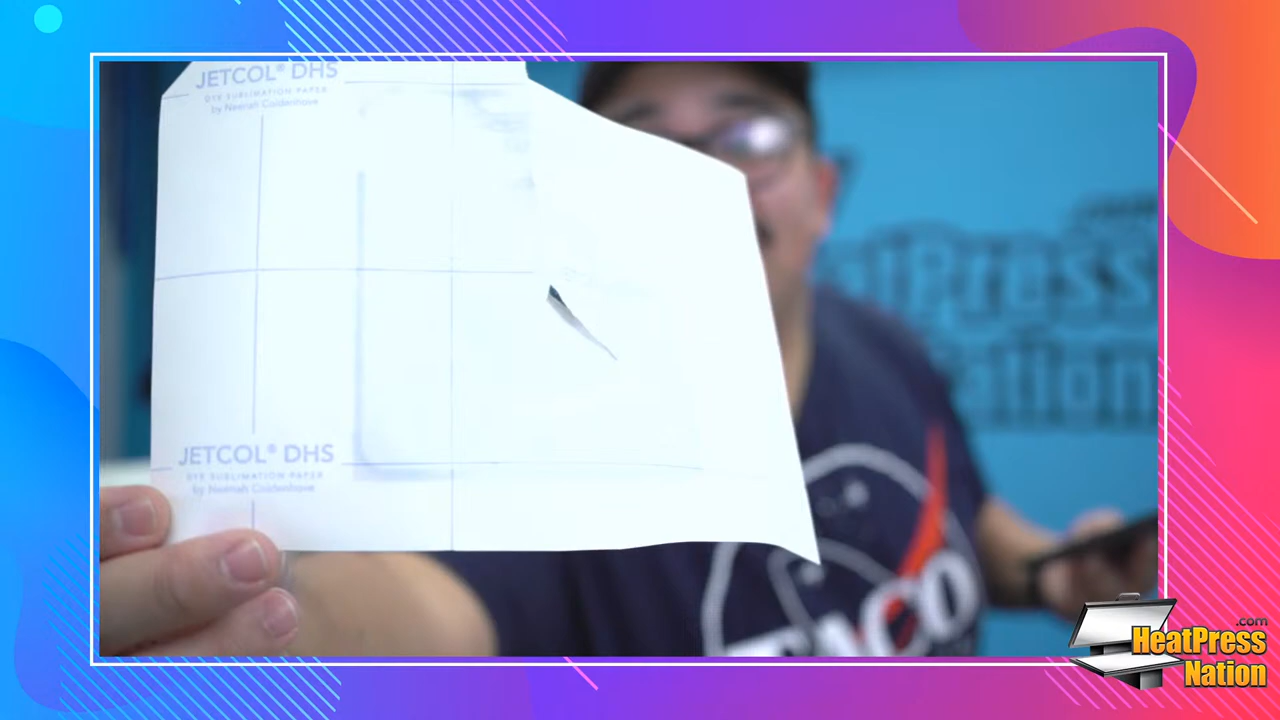 JETCOL® DHS
DYE SUBLIMATION PAPER
by Neenah Coldenhove
JETCOL® DHS
DYE SUBLIMATION PAPER
by Neenah Coldenhove
.com
HeatPress
Nation